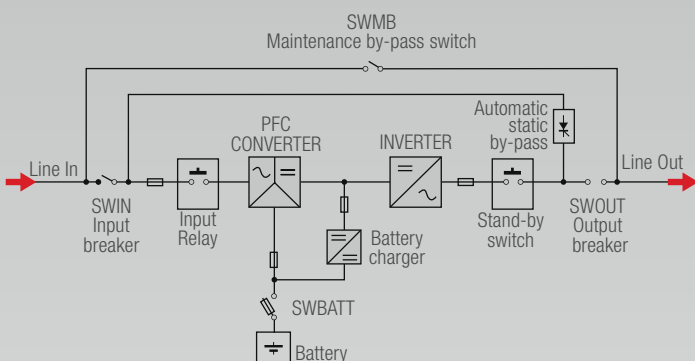 SWMB
Maintenance by-pass switch
Automatic
static
by-pass
PFC
CONVERTER
INVERTER
Line In
Line Out
SWIN
Input
breaker
Input
Relay
Battery
charger
Stand-by
switch
SWOUT
Output
breaker
SWBATT
Battery